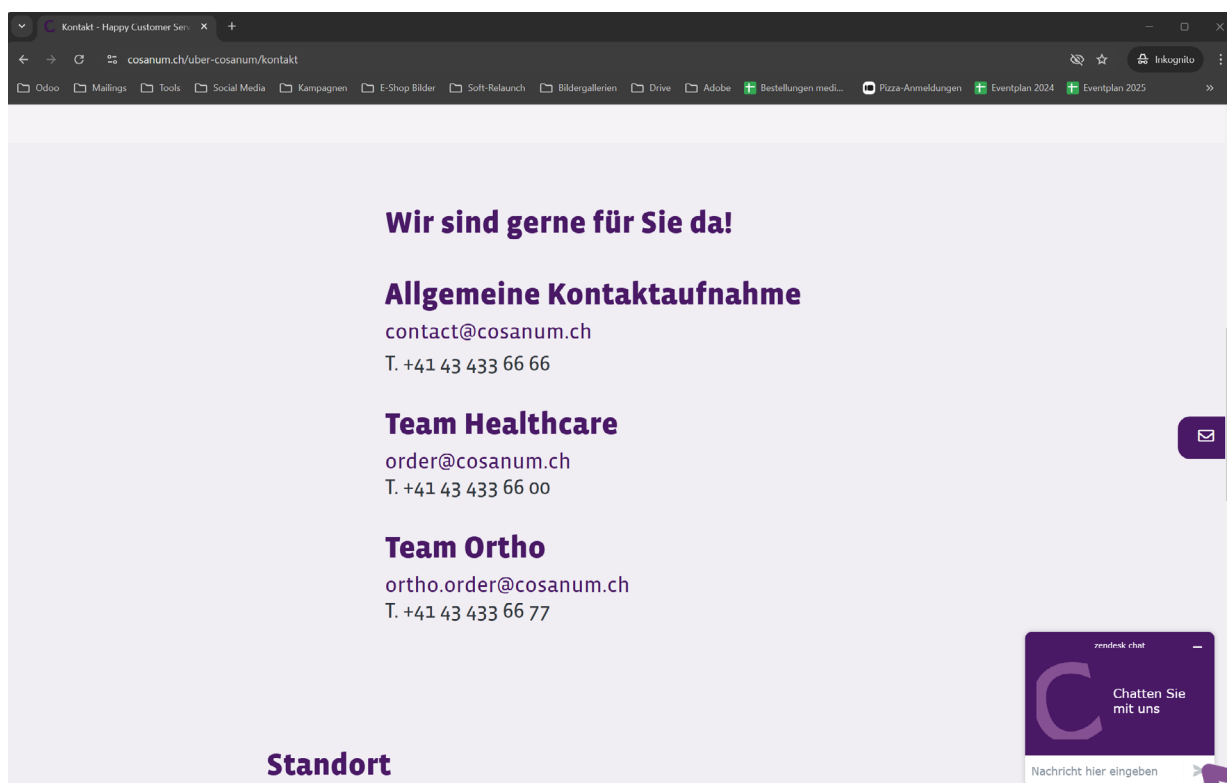 Kontakt - Happy Customer Serv
cosanum.ch/uber-cosanum/kontakt
Inkognito
Odoo Mailings Tools Social Media Kampagnen E-Shop Bilder Soft-Relaunch Bildergallerien Drive Adobe Bestellungen medi... Pizza-Anmeldungen Eventplan 2024 Eventplan 2025
Wir sind gerne für Sie da!
Allgemeine Kontaktaufnahme
contact@cosanum.ch
T. +41 43 433 66 66
Team Healthcare
order@cosanum.ch
T. +41 43 433 66 00
Team Ortho
ortho.order@cosanum.ch
T. +41 43 433 66 77
zendesk chat
Chatten Sie
mit uns
Nachricht hier eingeben
Standort